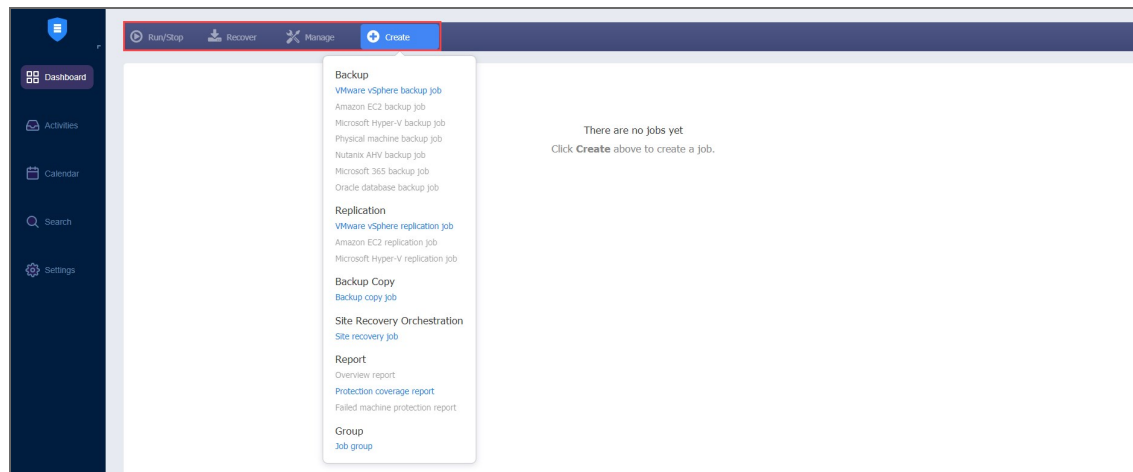 Run/Stop
Recover
Manage
Create
Dashboard
Activities
Calendar
Search
Settings
Backup
VMware vSphere backup job
Amazon EC2 backup job
Microsoft Hyper-V backup job
Physical machine backup job
Nutanix AHV backup job
Microsoft 365 backup job
Oracle database backup job
Replication
VMware vSphere replication job
Amazon EC2 replication job
Microsoft Hyper-V replication job
Backup Copy
Backup copy job
Site Recovery Orchestration
Site recovery job
Report
Overview report
Protection coverage report
Failed machine protection report
Group
Job group
There are no jobs yet
Click Create above to create a job.